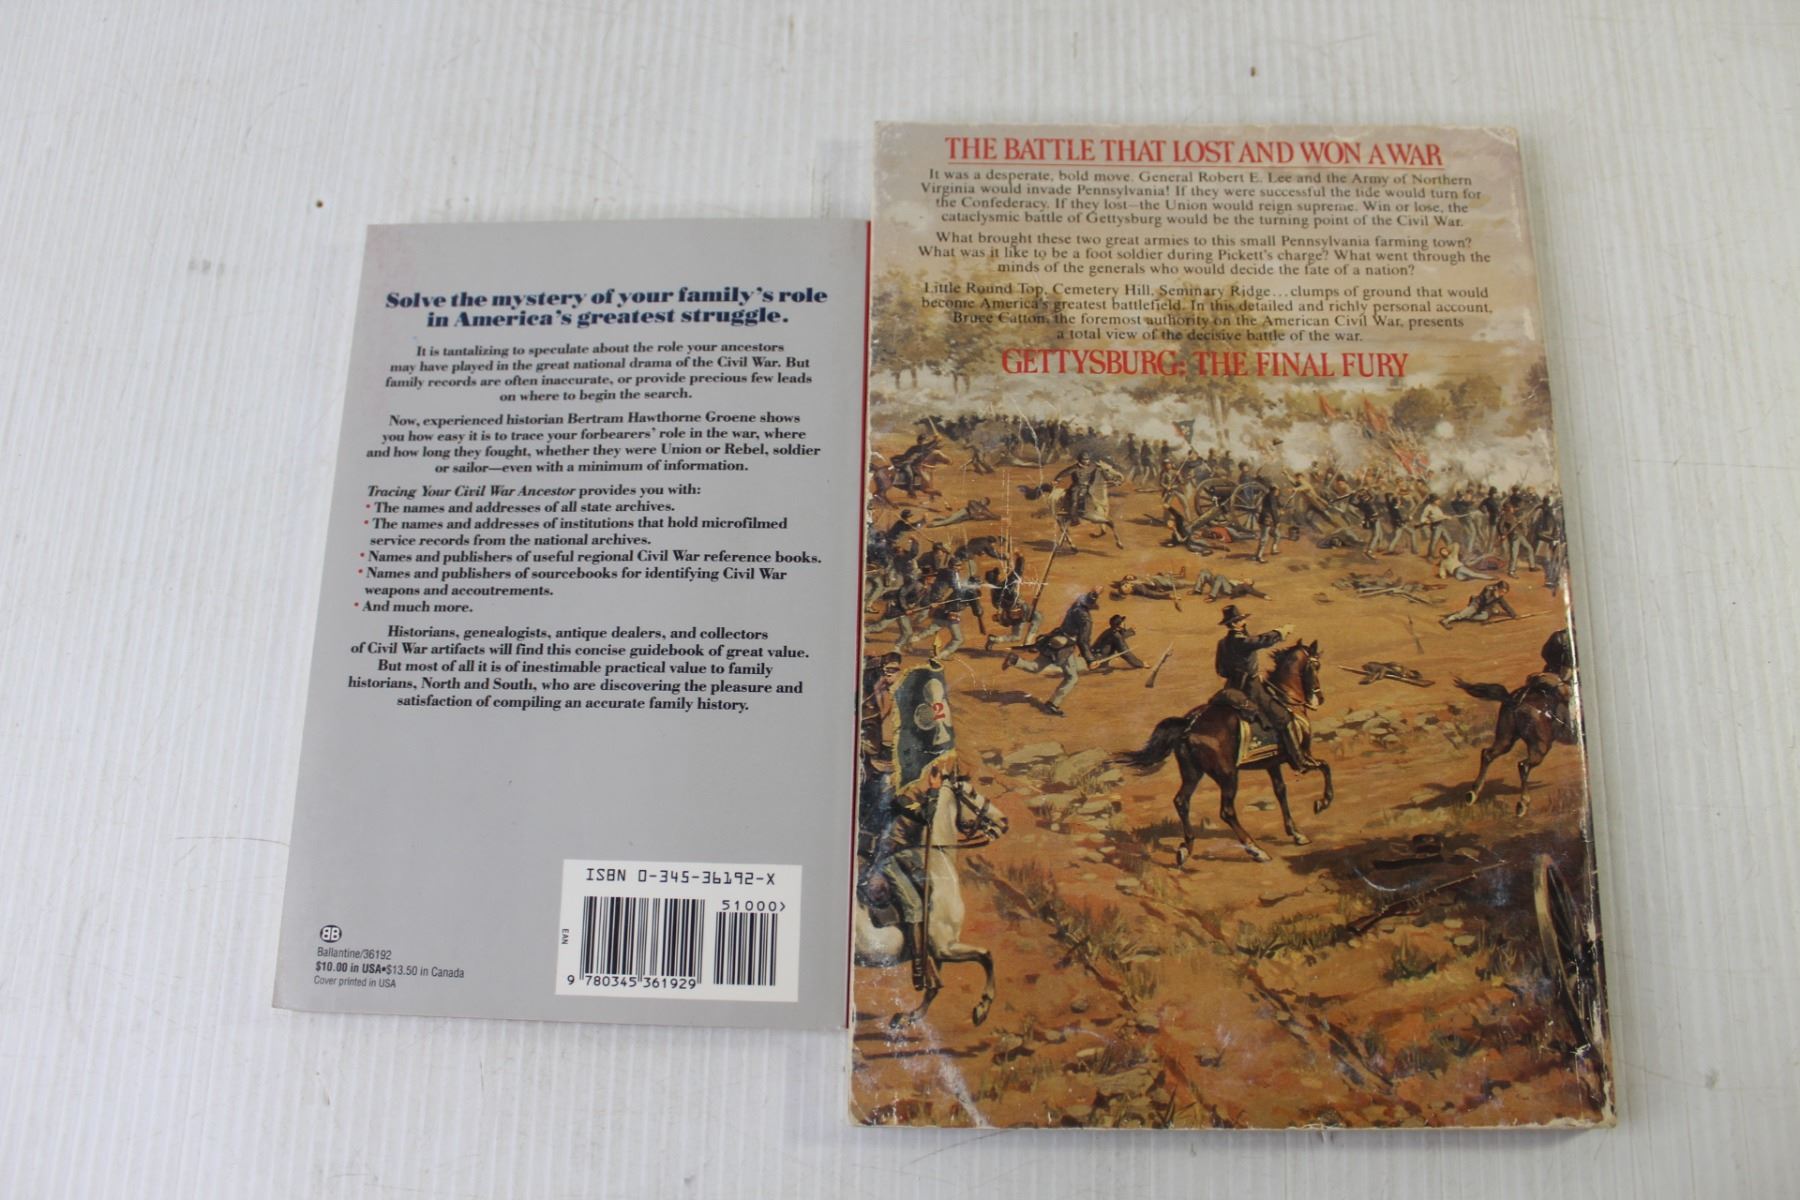 Solve the mystery of your family's role
in America's greatest struggle.
It is tantalizing to speculate about the role your ancestors
may have played in the great national drama of the Civil War. But
family records are often inaccurate, or provide precious few leads
on where to begin the search.
Now, experienced historian Bertram Hawthorne Groene shows
you how easy it is to trace your forbearers' role in the war, where
and how long they fought, whether they were Union or Rebel, soldier
or sailor—even with a minimum of information.
Tracing Your Civil War Ancestor provides you with:
• The names and addresses of all state archives.
• The names and addresses of institutions that hold microfilmed
service records from the national archives.
• Names and publishers of useful regional Civil War reference books.
• Names and publishers of sourcebooks for identifying Civil War
weapons and accoutrements.
• And much more.
Historians, genealogists, antique dealers, and collectors
of Civil War artifacts will find this concise guidebook of great value.
But most of all it is of inestimable practical value to family
historians, North and South, who are discovering the pleasure and
satisfaction of compiling an accurate family history.
ISBN 0-345-36192-X
51000>
EAN
9 780345 361929
BB
Ballantine/36192
$10.00 in USA•$13.50 in Canada
Cover printed in USA
THE BATTLE THAT LOST AND WON A WAR
It was a desperate, bold move. General Robert E. Lee and the Army of Northern
Virginia would invade Pennsylvania! If they were successful the tide would turn for
the Confederacy. If they lost—the Union would reign supreme. Win or lose, the
cataclysmic battle of Gettysburg would be the turning point of the Civil War.
What brought these two great armies to this small Pennsylvania farming town?
What was it like to be a foot soldier during Pickett's charge? What went through the
minds of the generals who would decide the fate of a nation?
Little Round Top, Cemetery Hill, Seminary Ridge...clumps of ground that would
become America's greatest battlefield. In this detailed and richly personal account,
Bruce Catton, the foremost authority on the American Civil War, presents
a total view of the decisive battle of the war.
GETTYSBURG: THE FINAL FURY
2